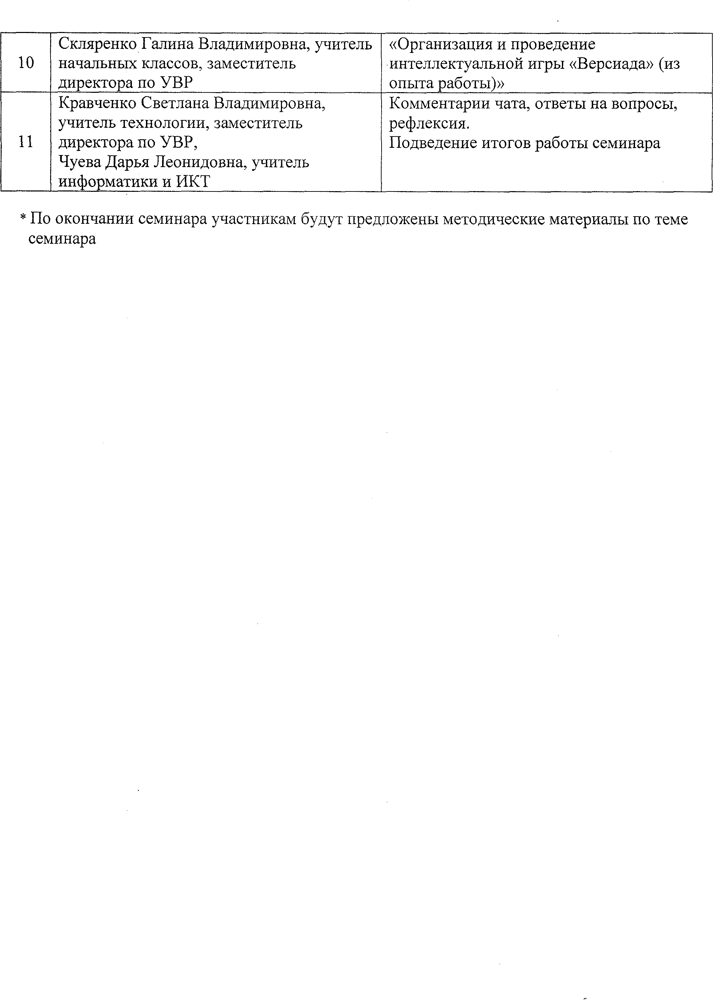 10
Скляренко Галина Владимировна, учитель
начальных классов, заместитель
директора по УВР
«Организация и проведение
интеллектуальной игры «Версиада» (из
опыта работы)»
11
Кравченко Светлана Владимировна,
учитель технологии, заместитель
директора по УВР,
Чуева Дарья Леонидовна, учитель
информатики и ИКТ
Комментарии чата, ответы на вопросы,
рефлексия.
Подведение итогов работы семинара
* По окончании семинара участникам будут предложены методические материалы по теме
семинара